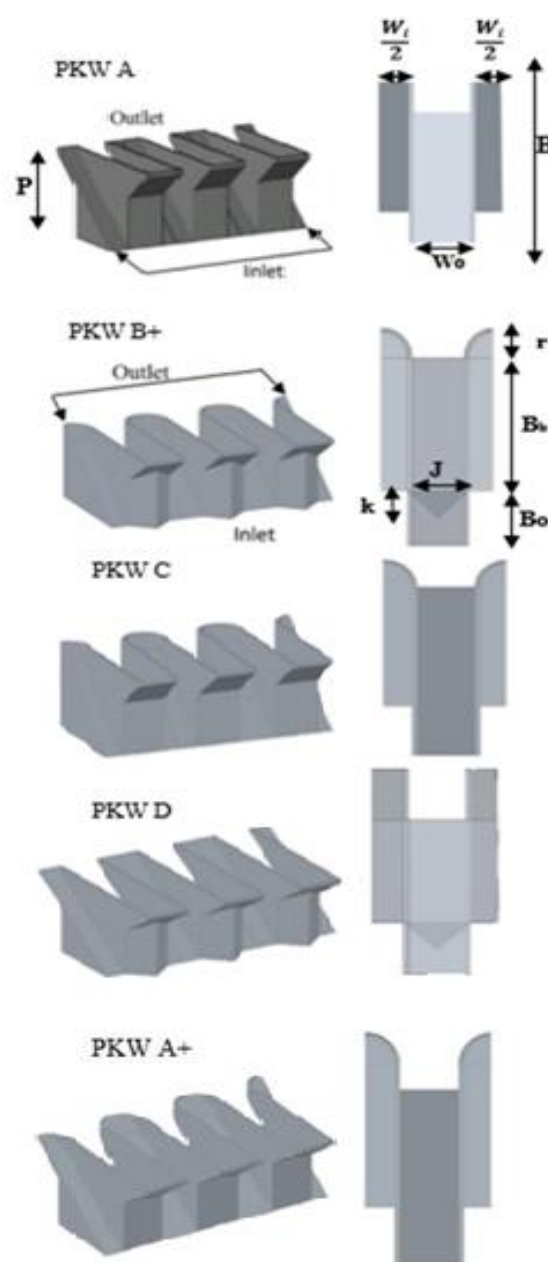 PKW A
Outlet
P
Inlet
W_i/2
W_i/2
B
Wo
PKW B+
Outlet
Inlet
r
B_b
J
k
Bo
PKW C
PKW D
PKW A+